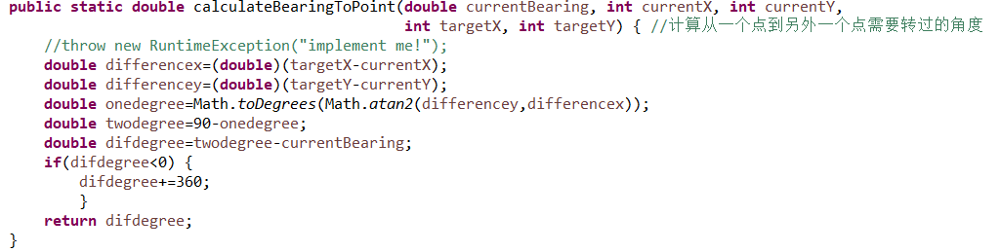 public static double calculateBearingToPoint(double currentBearing, int currentX, int currentY,
int targetX, int targetY) { //计算从一个点到另外一个点需要转过的角度
//throw new RuntimeException("implement me!");
double differencex=(double)(targetX-currentX);
double differencey=(double)(targetY-currentY);
double onedegree=Math.toDegrees(Math.atan2(differencey,differencex));
double twodegree=90-onedegree;
double difdegree=twodegree-currentBearing;
if(difdegree<0) {
difdegree+=360;
}
return difdegree;
}